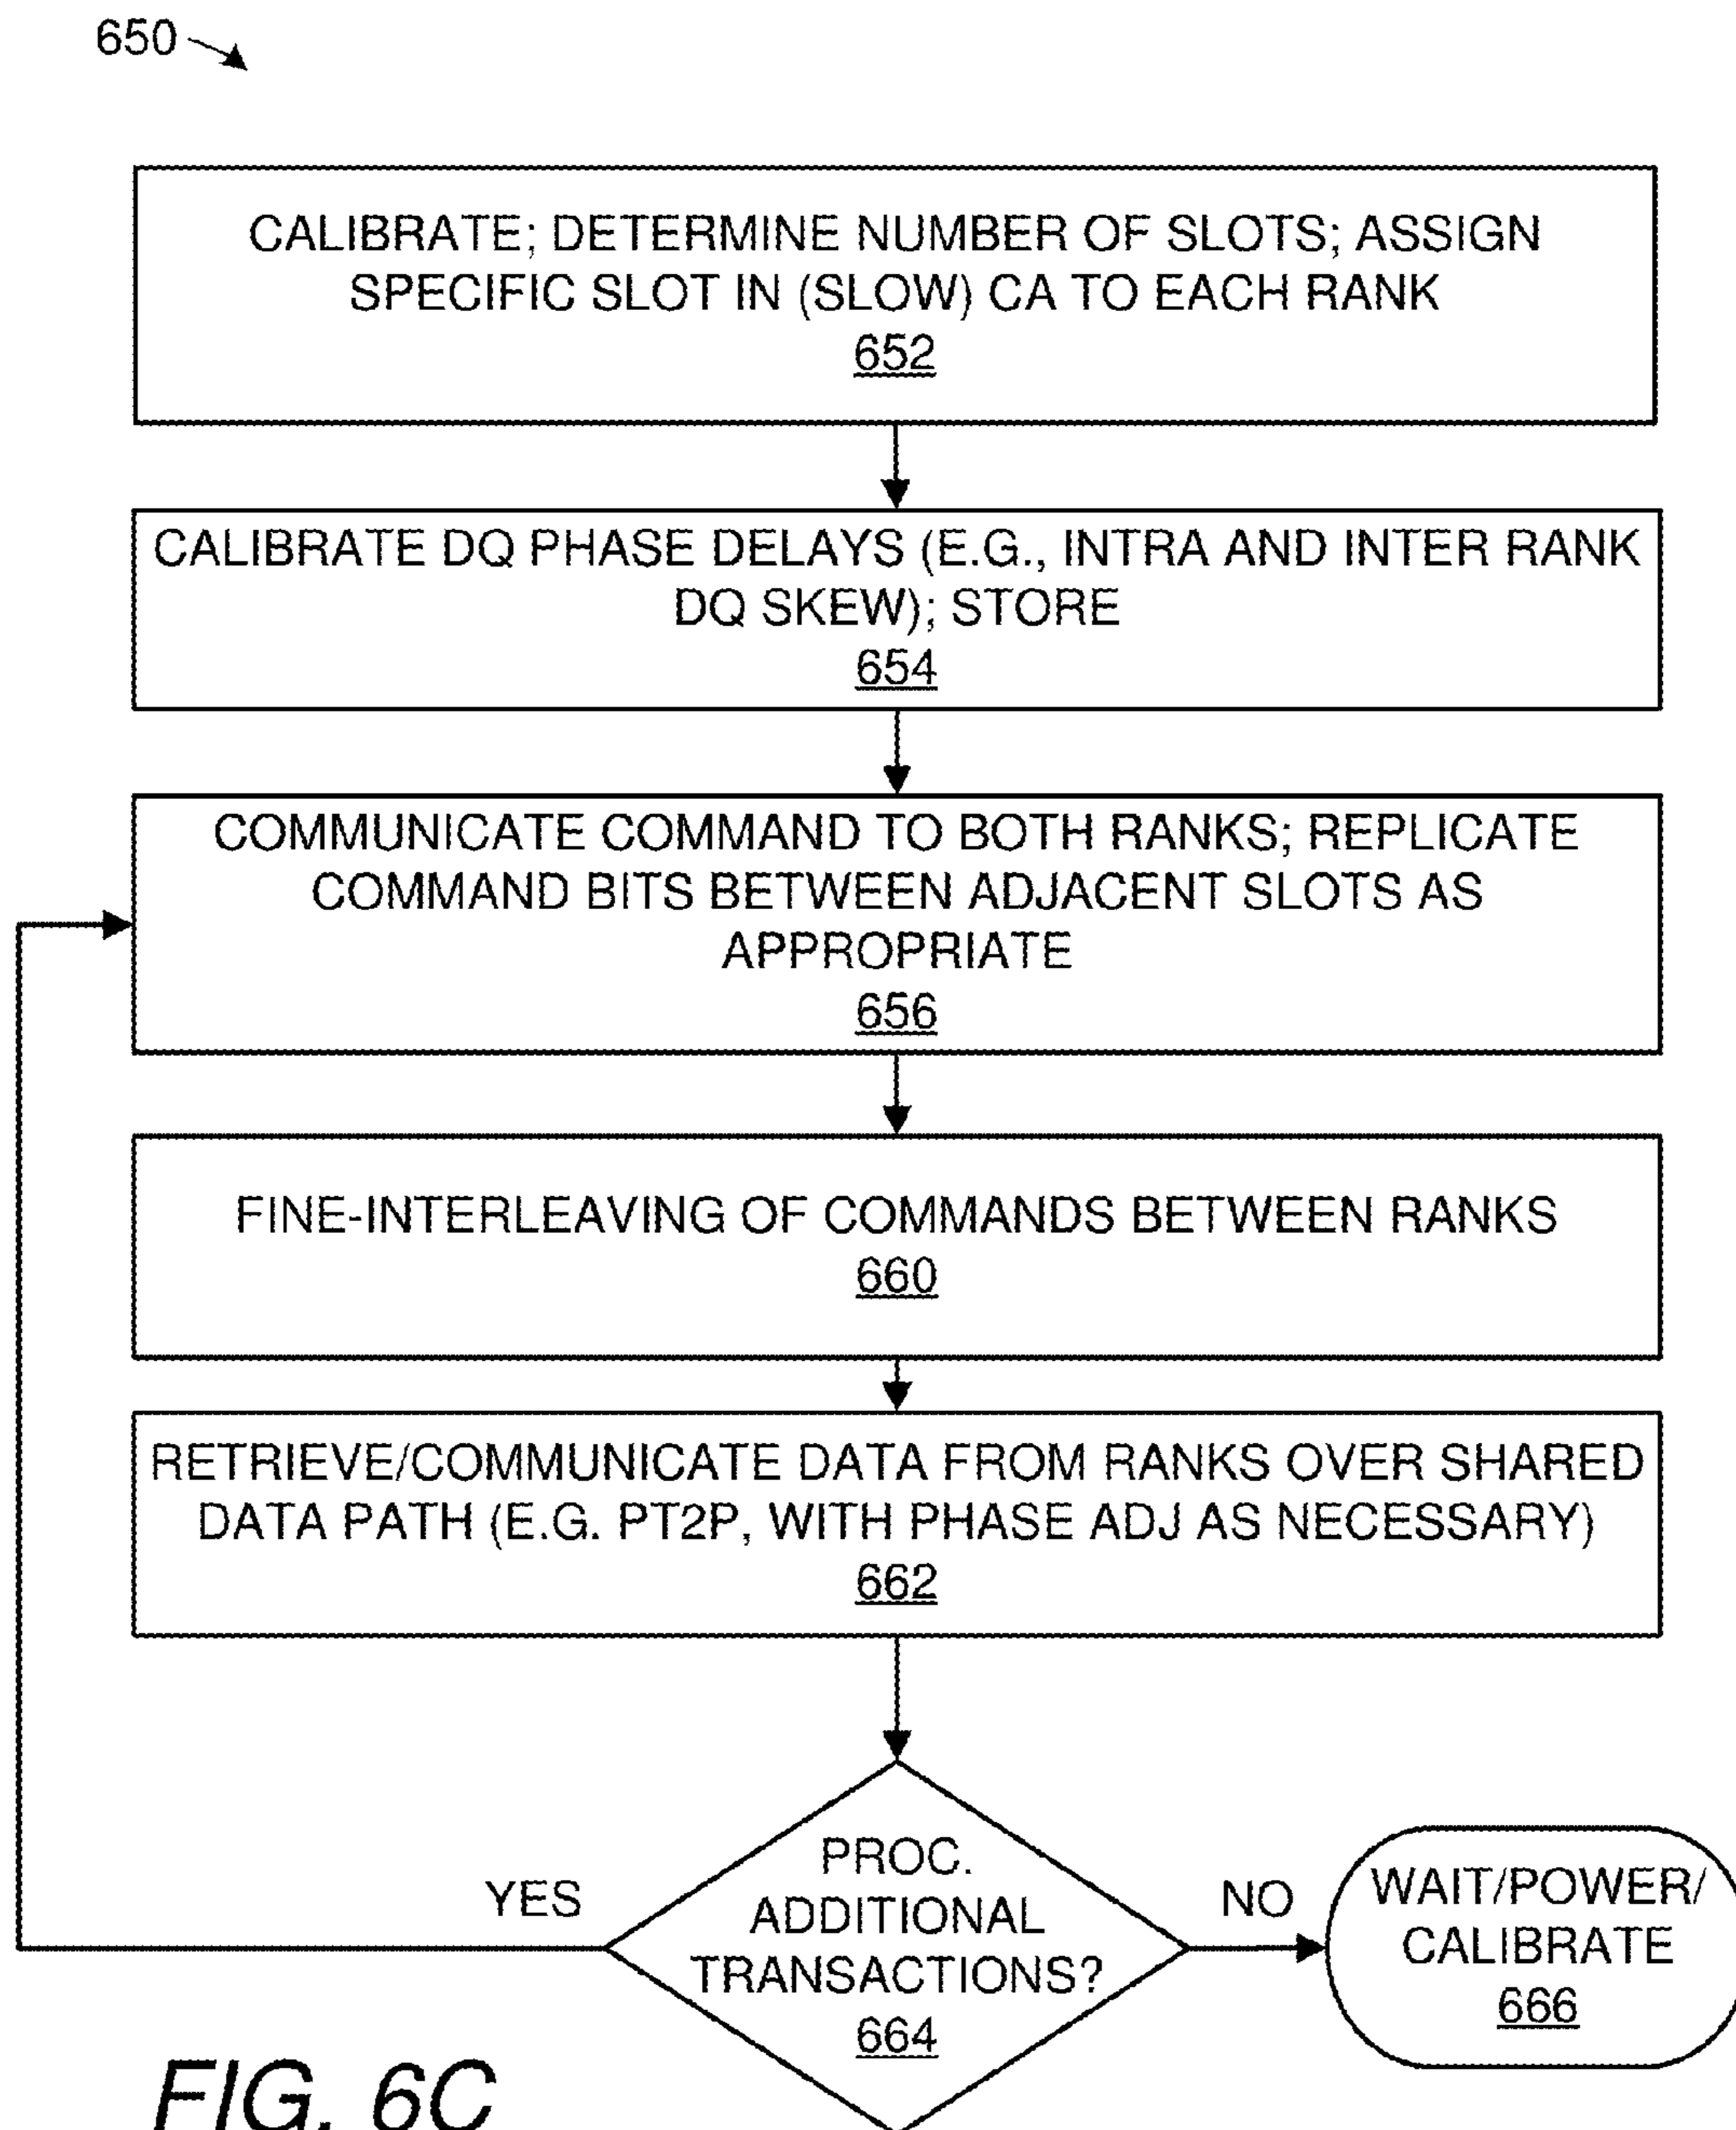 650
CALIBRATE; DETERMINE NUMBER OF SLOTS; ASSIGN
SPECIFIC SLOT IN (SLOW) CA TO EACH RANK
652
CALIBRATE DQ PHASE DELAYS (E.G., INTRA AND INTER RANK
DQ SKEW); STORE
654
COMMUNICATE COMMAND TO BOTH RANKS; REPLICATE
COMMAND BITS BETWEEN ADJACENT SLOTS AS
APPROPRIATE
656
FINE-INTERLEAVING OF COMMANDS BETWEEN RANKS
660
RETRIEVE/COMMUNICATE DATA FROM RANKS OVER SHARED
DATA PATH (E.G. PT2P, WITH PHASE ADJ AS NECESSARY)
662
PROC.
ADDITIONAL
TRANSACTIONS?
664
YES
NO
WAIT/POWER/
CALIBRATE
666
FIG. 6C